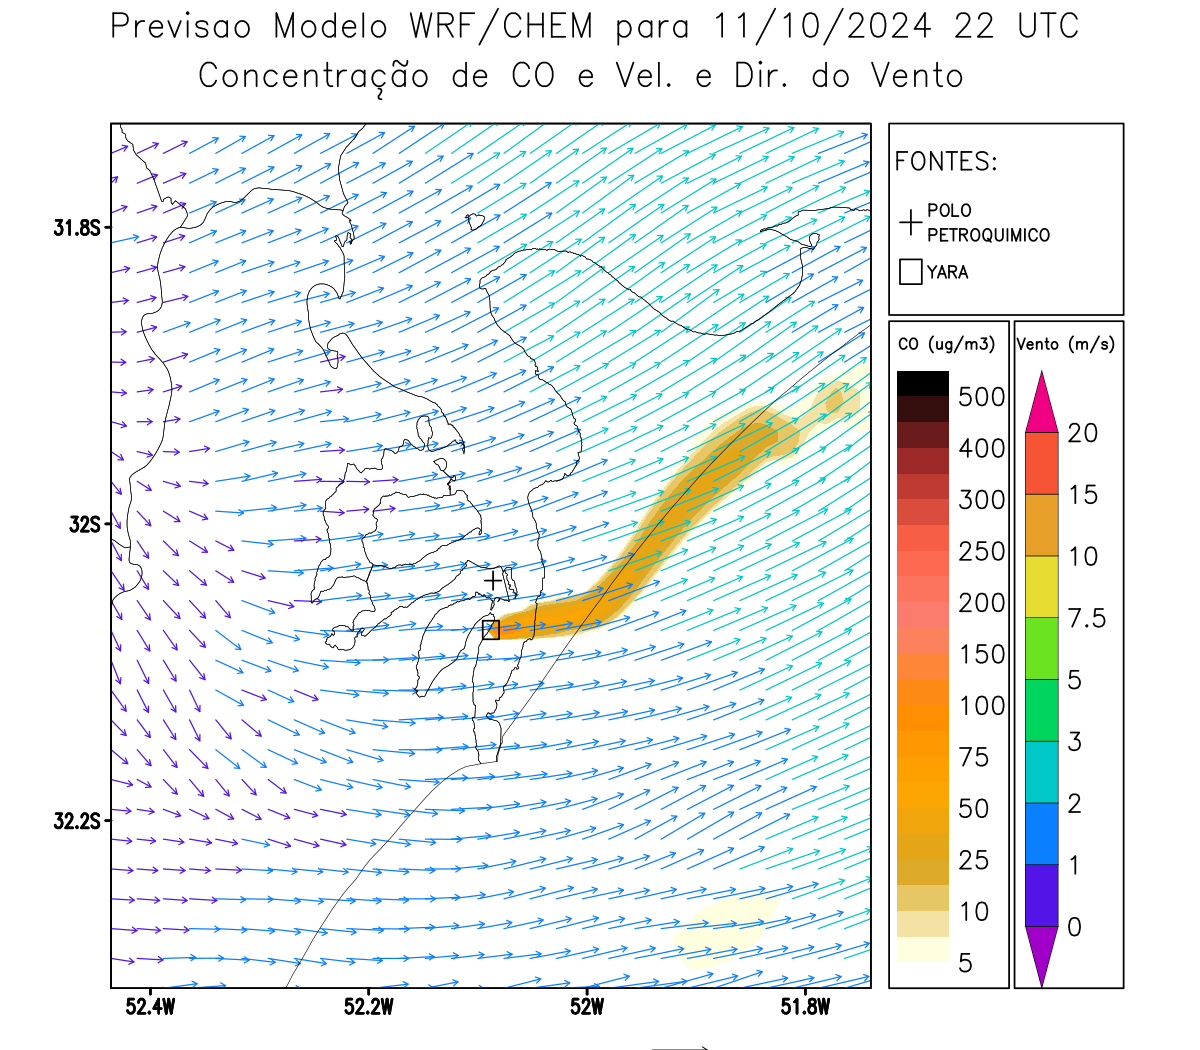 Previsao Modelo WRF/CHEM para 11/10/2024 22 UTC
Concentração de CO e Vel. e Dir. do Vento
FONTES:
POLO
PETROQUIMICO
YARA
CO (ug/m3)
500
400
300
250
200
150
100
75
50
25
10
5
Vento (m/s)
20
15
10
7.5
5
3
2
1
0
31.8S
32S
32.2S
52.4W
52.2W
52W
51.8W